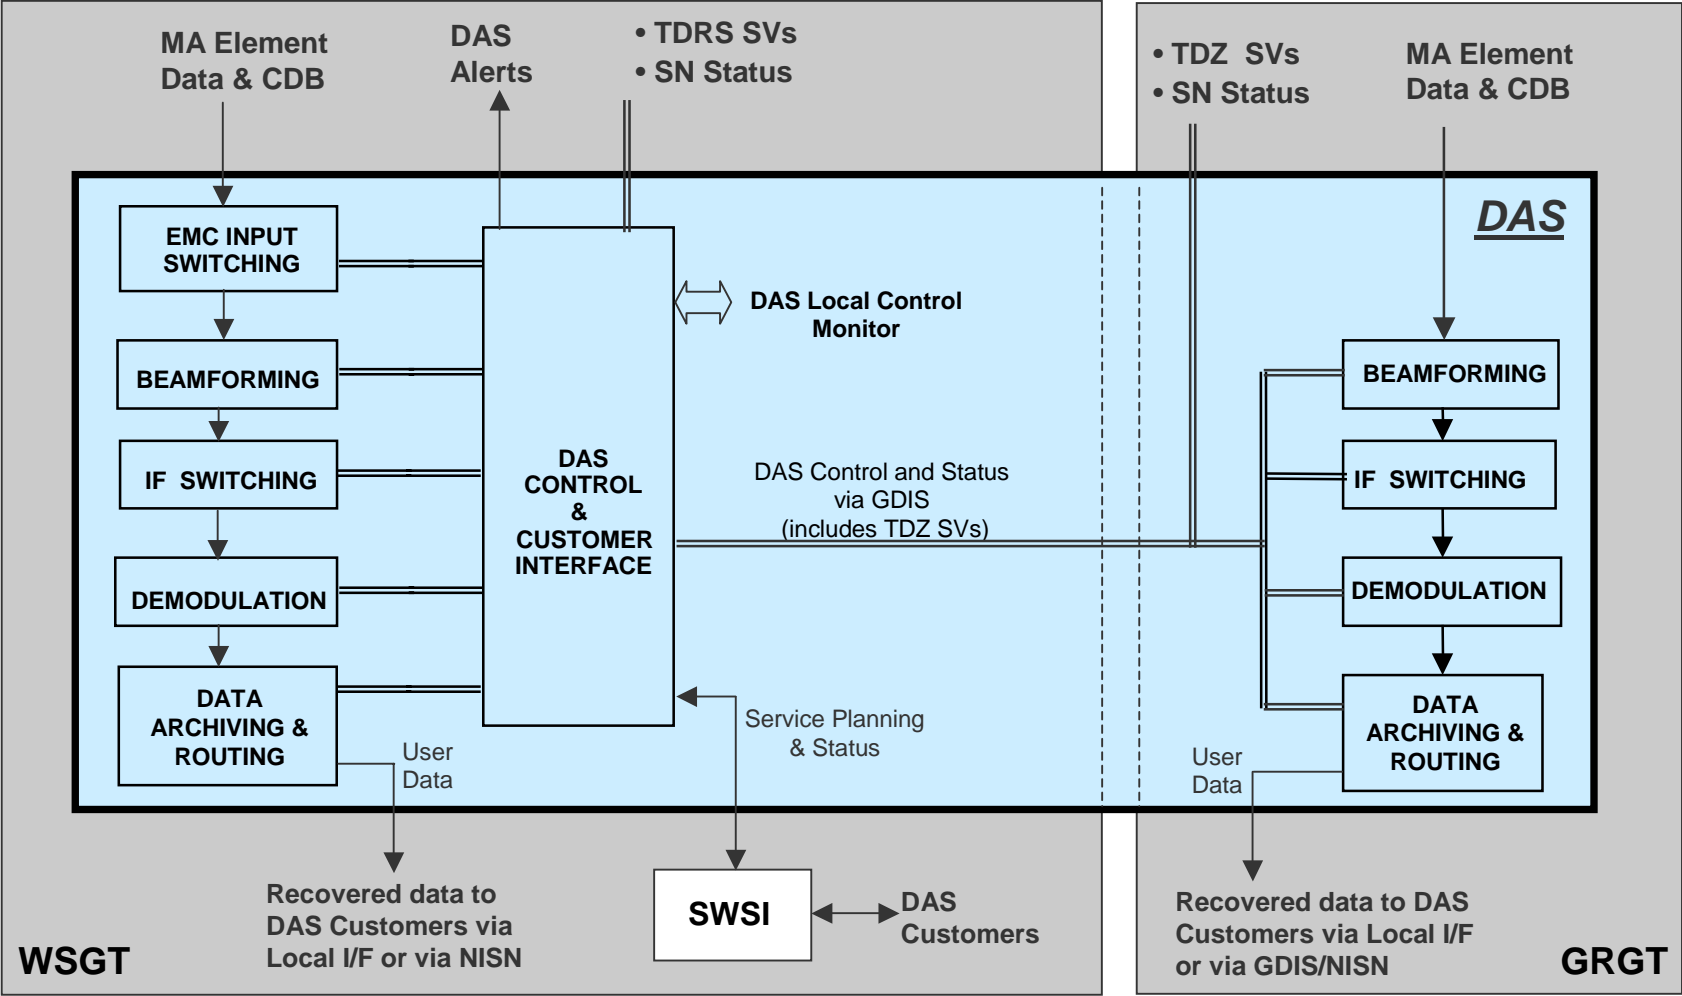 MA Element
Data & CDB
DAS
Alerts
• TDRS SVs
• SN Status
• TDZ SVs
• SN Status
MA Element
Data & CDB
DAS
EMC INPUT
SWITCHING
BEAMFORMING
IF SWITCHING
DEMODULATION
DATA
ARCHIVING &
ROUTING
User
Data
DAS
CONTROL
&
CUSTOMER
INTERFACE
DAS Local Control
Monitor
DAS Control and Status
via GDIS
(includes TDZ SVs)
Service Planning
& Status
BEAMFORMING
IF SWITCHING
DEMODULATION
DATA
ARCHIVING &
ROUTING
User
Data
Recovered data to
DAS Customers via
Local I/F or via NISN
SWSI
DAS
Customers
Recovered data to DAS
Customers via Local I/F
or via GDIS/NISN
WSGT
GRGT